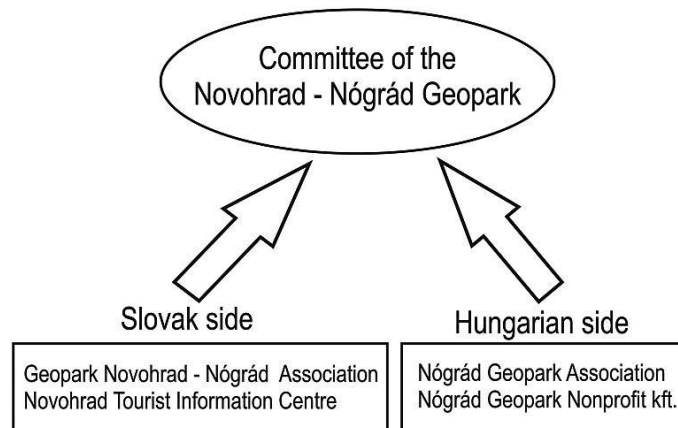 Committee of the
Novohrad - Nógrád Geopark
Slovak side
Geopark Novohrad - Nógrád Association
Novohrad Tourist Information Centre
Hungarian side
Nógrád Geopark Association
Nógrád Geopark Nonprofit kft.